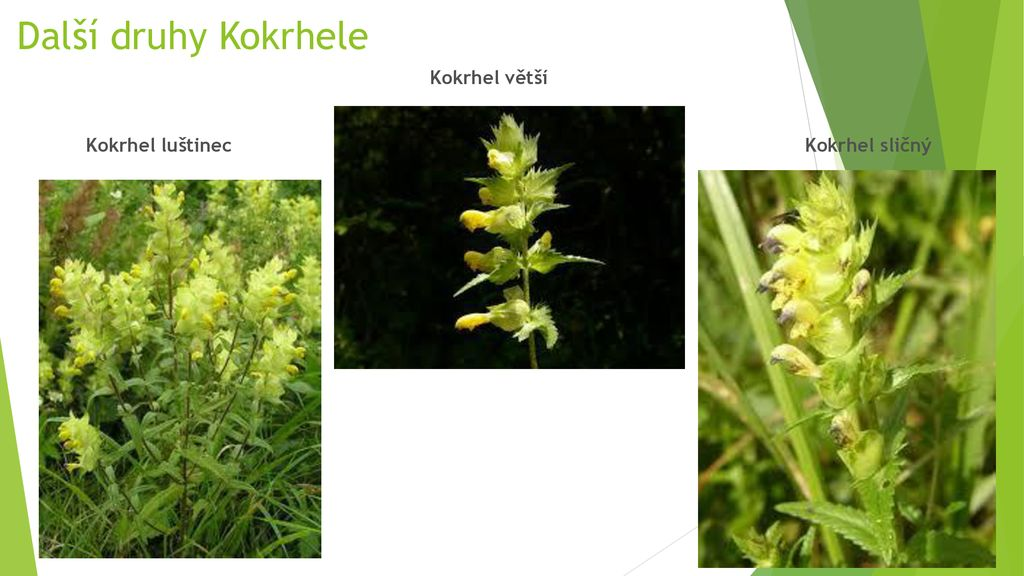 Další druhy Kokrhele
Kokrhel větší
Kokrhel luštinec
Kokrhel sličný